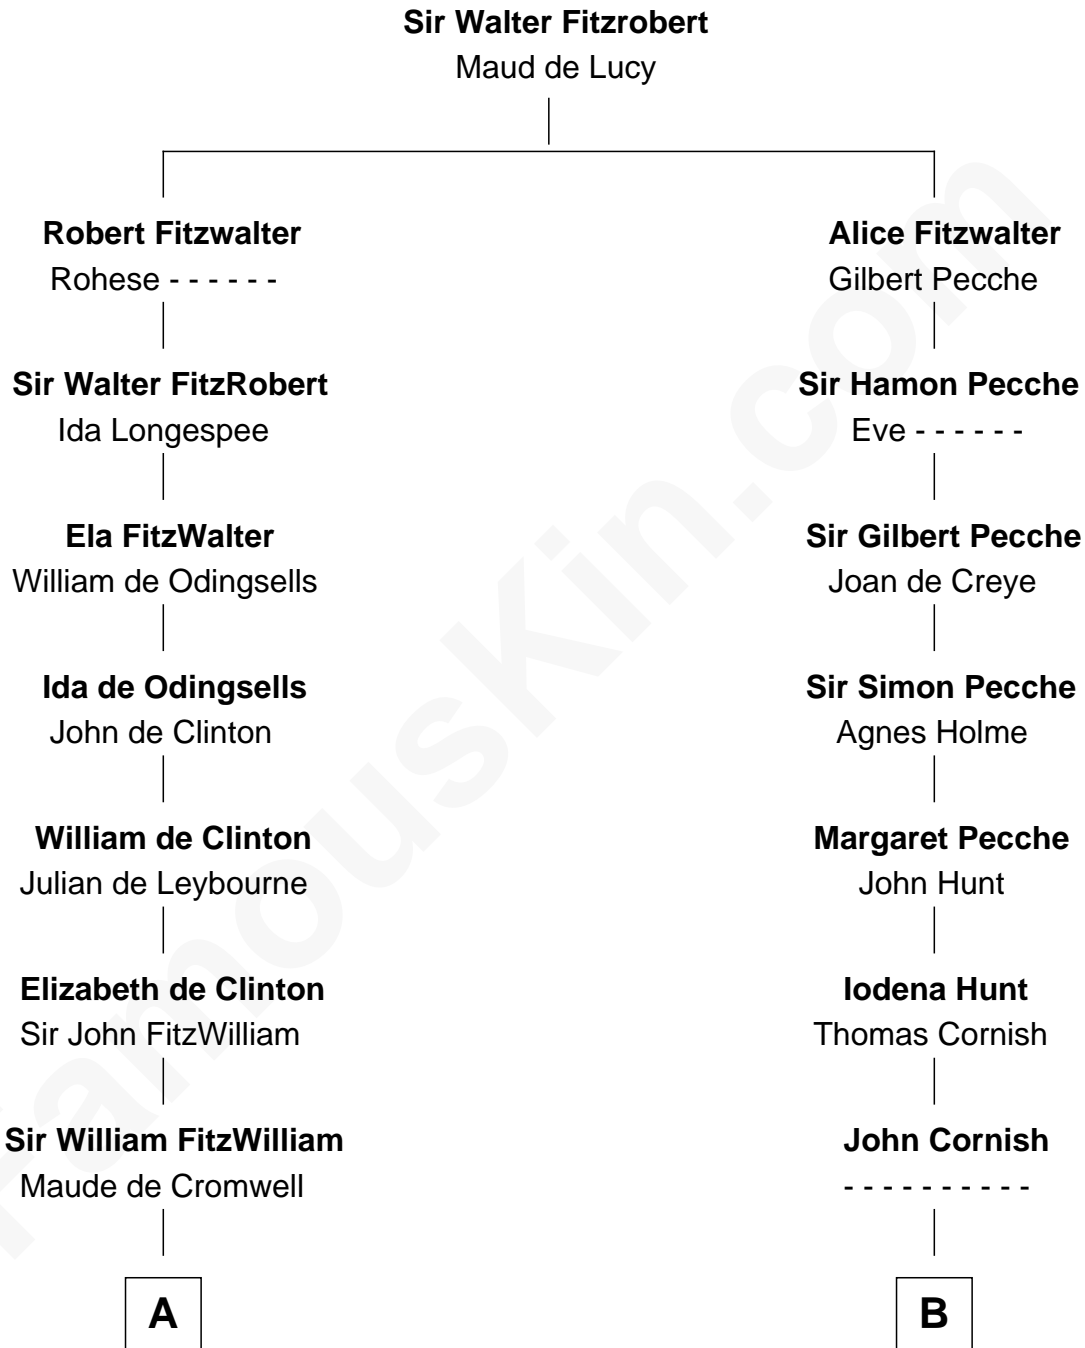 Sir Walter Fitzrobert
Maud de Lucy
Robert Fitzwalter
Rohese - - - - - -
Alice Fitzwalter
Gilbert Pecche
Sir Walter FitzRobert
Ida Longespee
Sir Hamon Pecche
Eve - - - - - -
Ela FitzWalter
William de Odingsells
Sir Gilbert Pecche
Joan de Creye
Ida de Odingsells
John de Clinton
Sir Simon Pecche
Agnes Holme
William de Clinton
Julian de Leybourne
Margaret Pecche
John Hunt
Elizabeth de Clinton
Sir John FitzWilliam
Iodena Hunt
Thomas Cornish
Sir William FitzWilliam
Maude de Cromwell
John Cornish
- - - - - - - - - -
A
B
FamousKin.com